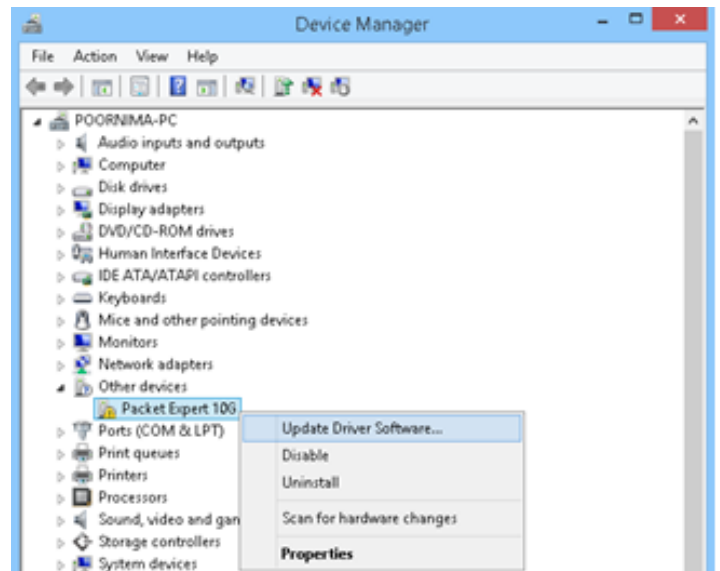 Device Manager
File Action View Help
POORNIMA-PC
Audio inputs and outputs
Computer
Disk drives
Display adapters
DVD/CD-ROM drives
Human Interface Devices
IDE ATA/ATAPI controllers
Keyboards
Mice and other pointing devices
Monitors
Network adapters
Other devices
Packet Expert 10G
Ports (COM & LPT)
Print queues
Printers
Processors
Sound, video and gan
Storage controllers
System devices
Update Driver Software...
Disable
Uninstall
Scan for hardware changes
Properties